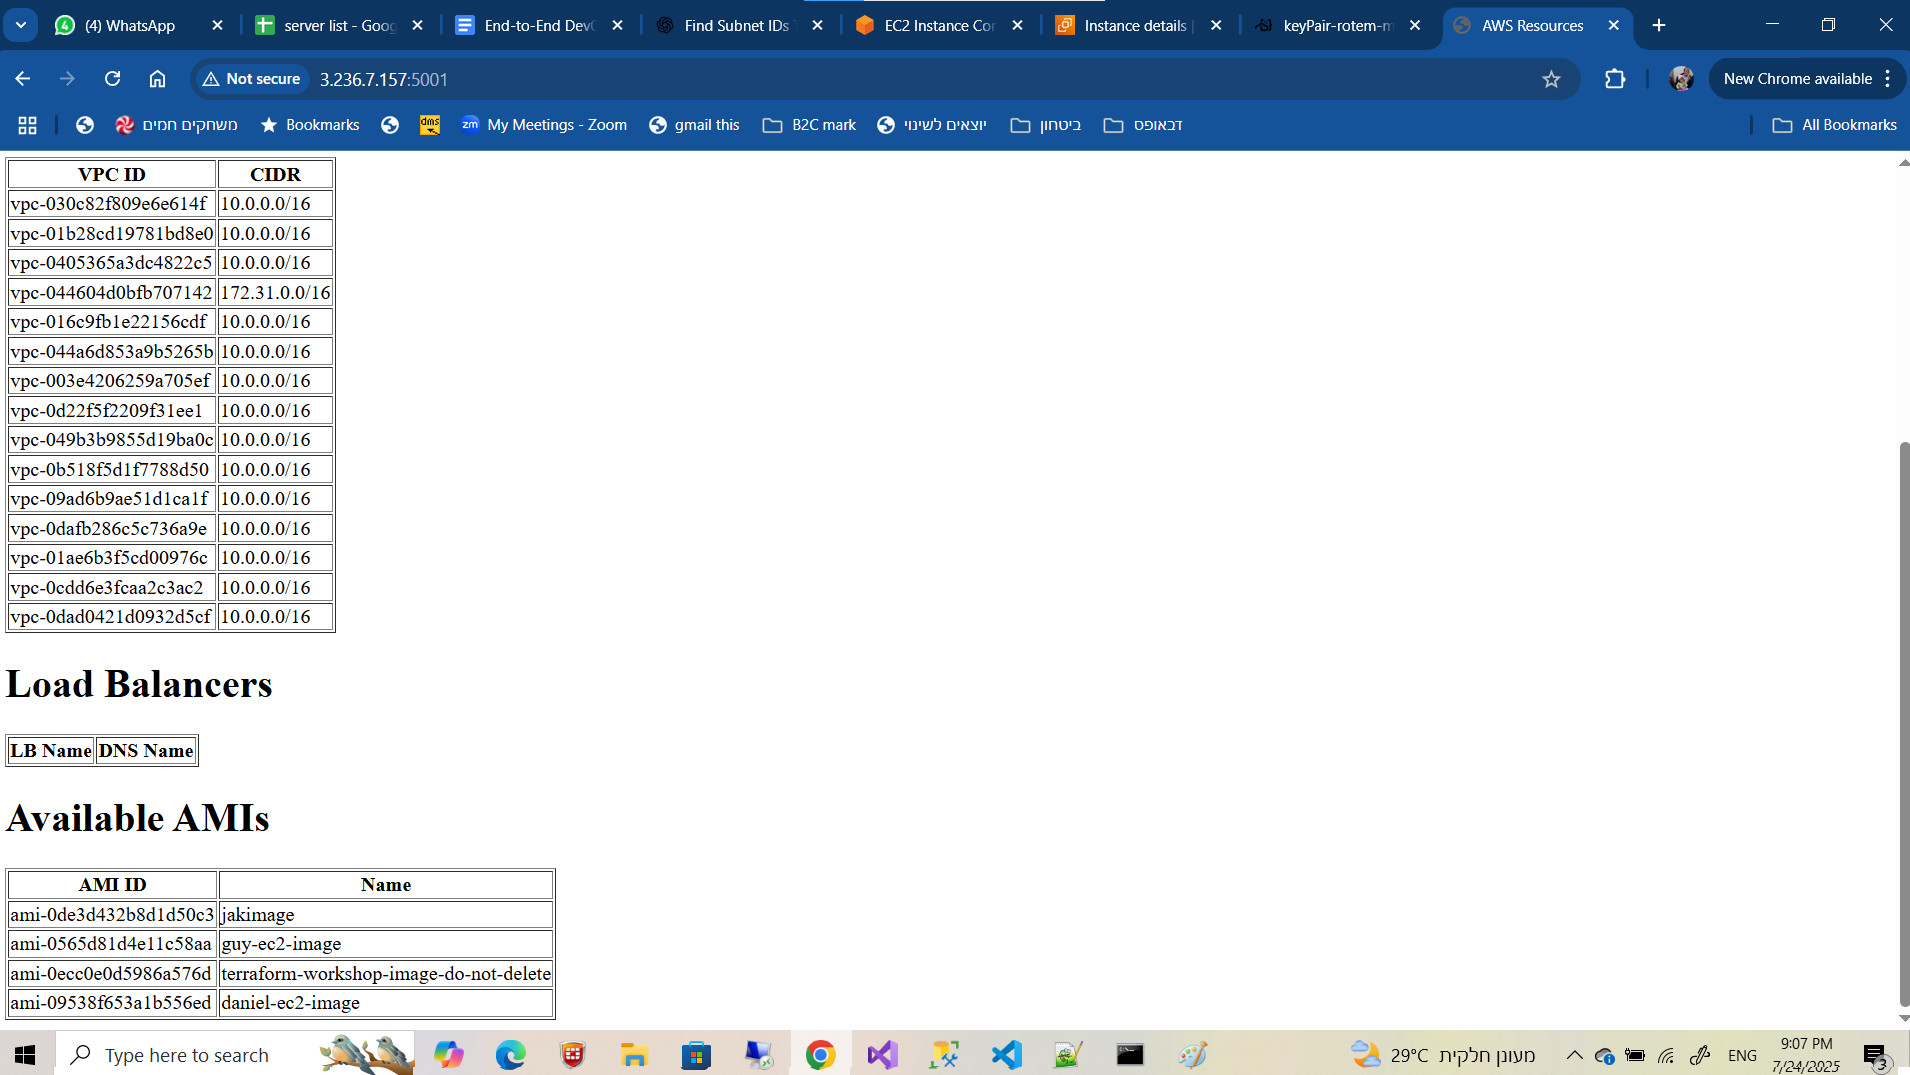 (4) WhatsApp
server list - Goog
End-to-End DevO
Find Subnet IDs
EC2 Instance Con
Instance details |
keyPair-rotem-m
AWS Resources
Not secure
3.236.7.157:5001
New Chrome available
משחקים חמים
Bookmarks
dms
zm
My Meetings - Zoom
gmail this
B2C mark
יוצאים לשינוי
ביטחון
דבאופס
All Bookmarks
VPC ID CIDR
vpc-030c82f809e6e614f 10.0.0.0/16
vpc-01b28cd19781bd8e0 10.0.0.0/16
vpc-0405365a3dc4822c5 10.0.0.0/16
vpc-044604d0bfb707142 172.31.0.0/16
vpc-016c9fb1e22156cdf 10.0.0.0/16
vpc-044a6d853a9b5265b 10.0.0.0/16
vpc-003e4206259a705ef 10.0.0.0/16
vpc-0d22f5f2209f31ee1 10.0.0.0/16
vpc-049b3b9855d19ba0c 10.0.0.0/16
vpc-0b518f5d1f7788d50 10.0.0.0/16
vpc-09ad6b9ae51d1ca1f 10.0.0.0/16
vpc-0dafb286c5c736a9e 10.0.0.0/16
vpc-01ae6b3f5cd00976c 10.0.0.0/16
vpc-0cdd6e3fcaa2c3ac2 10.0.0.0/16
vpc-0dad0421d0932d5cf 10.0.0.0/16
Load Balancers
LB Name DNS Name
Available AMIs
AMI ID Name
ami-0de3d432b8d1d50c3 jakimage
ami-0565d81d4e11c58aa guy-ec2-image
ami-0ecc0e0d5986a576d terraform-workshop-image-do-not-delete
ami-09538f653a1b556ed daniel-ec2-image
Type here to search
29°C מעונן חלקית
ENG
9:07 PM
7/24/2025
3